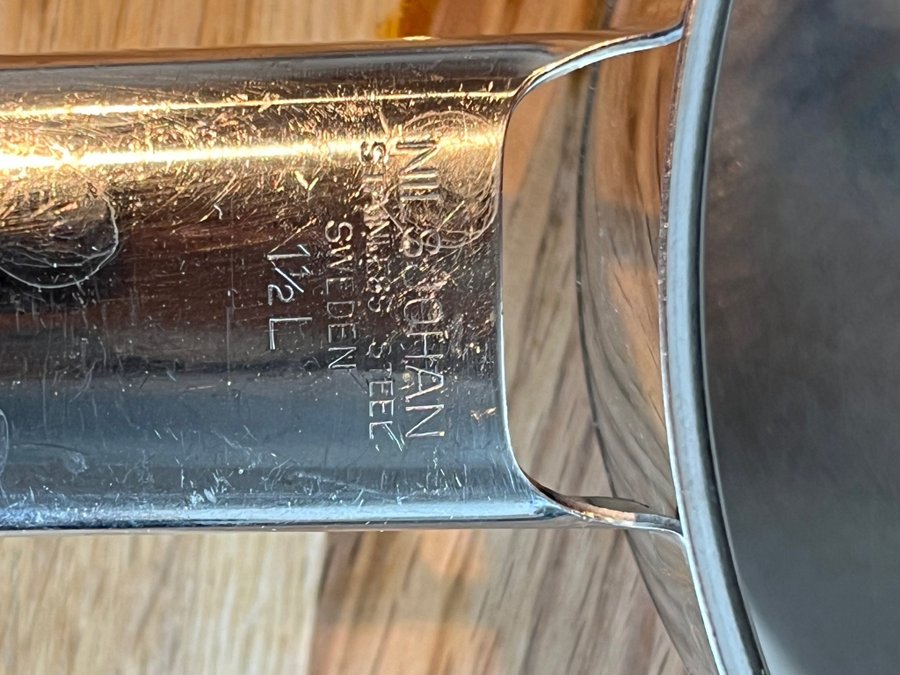 NILS JOHAN
STAINLESS STEEL
SWEDEN
1½ L